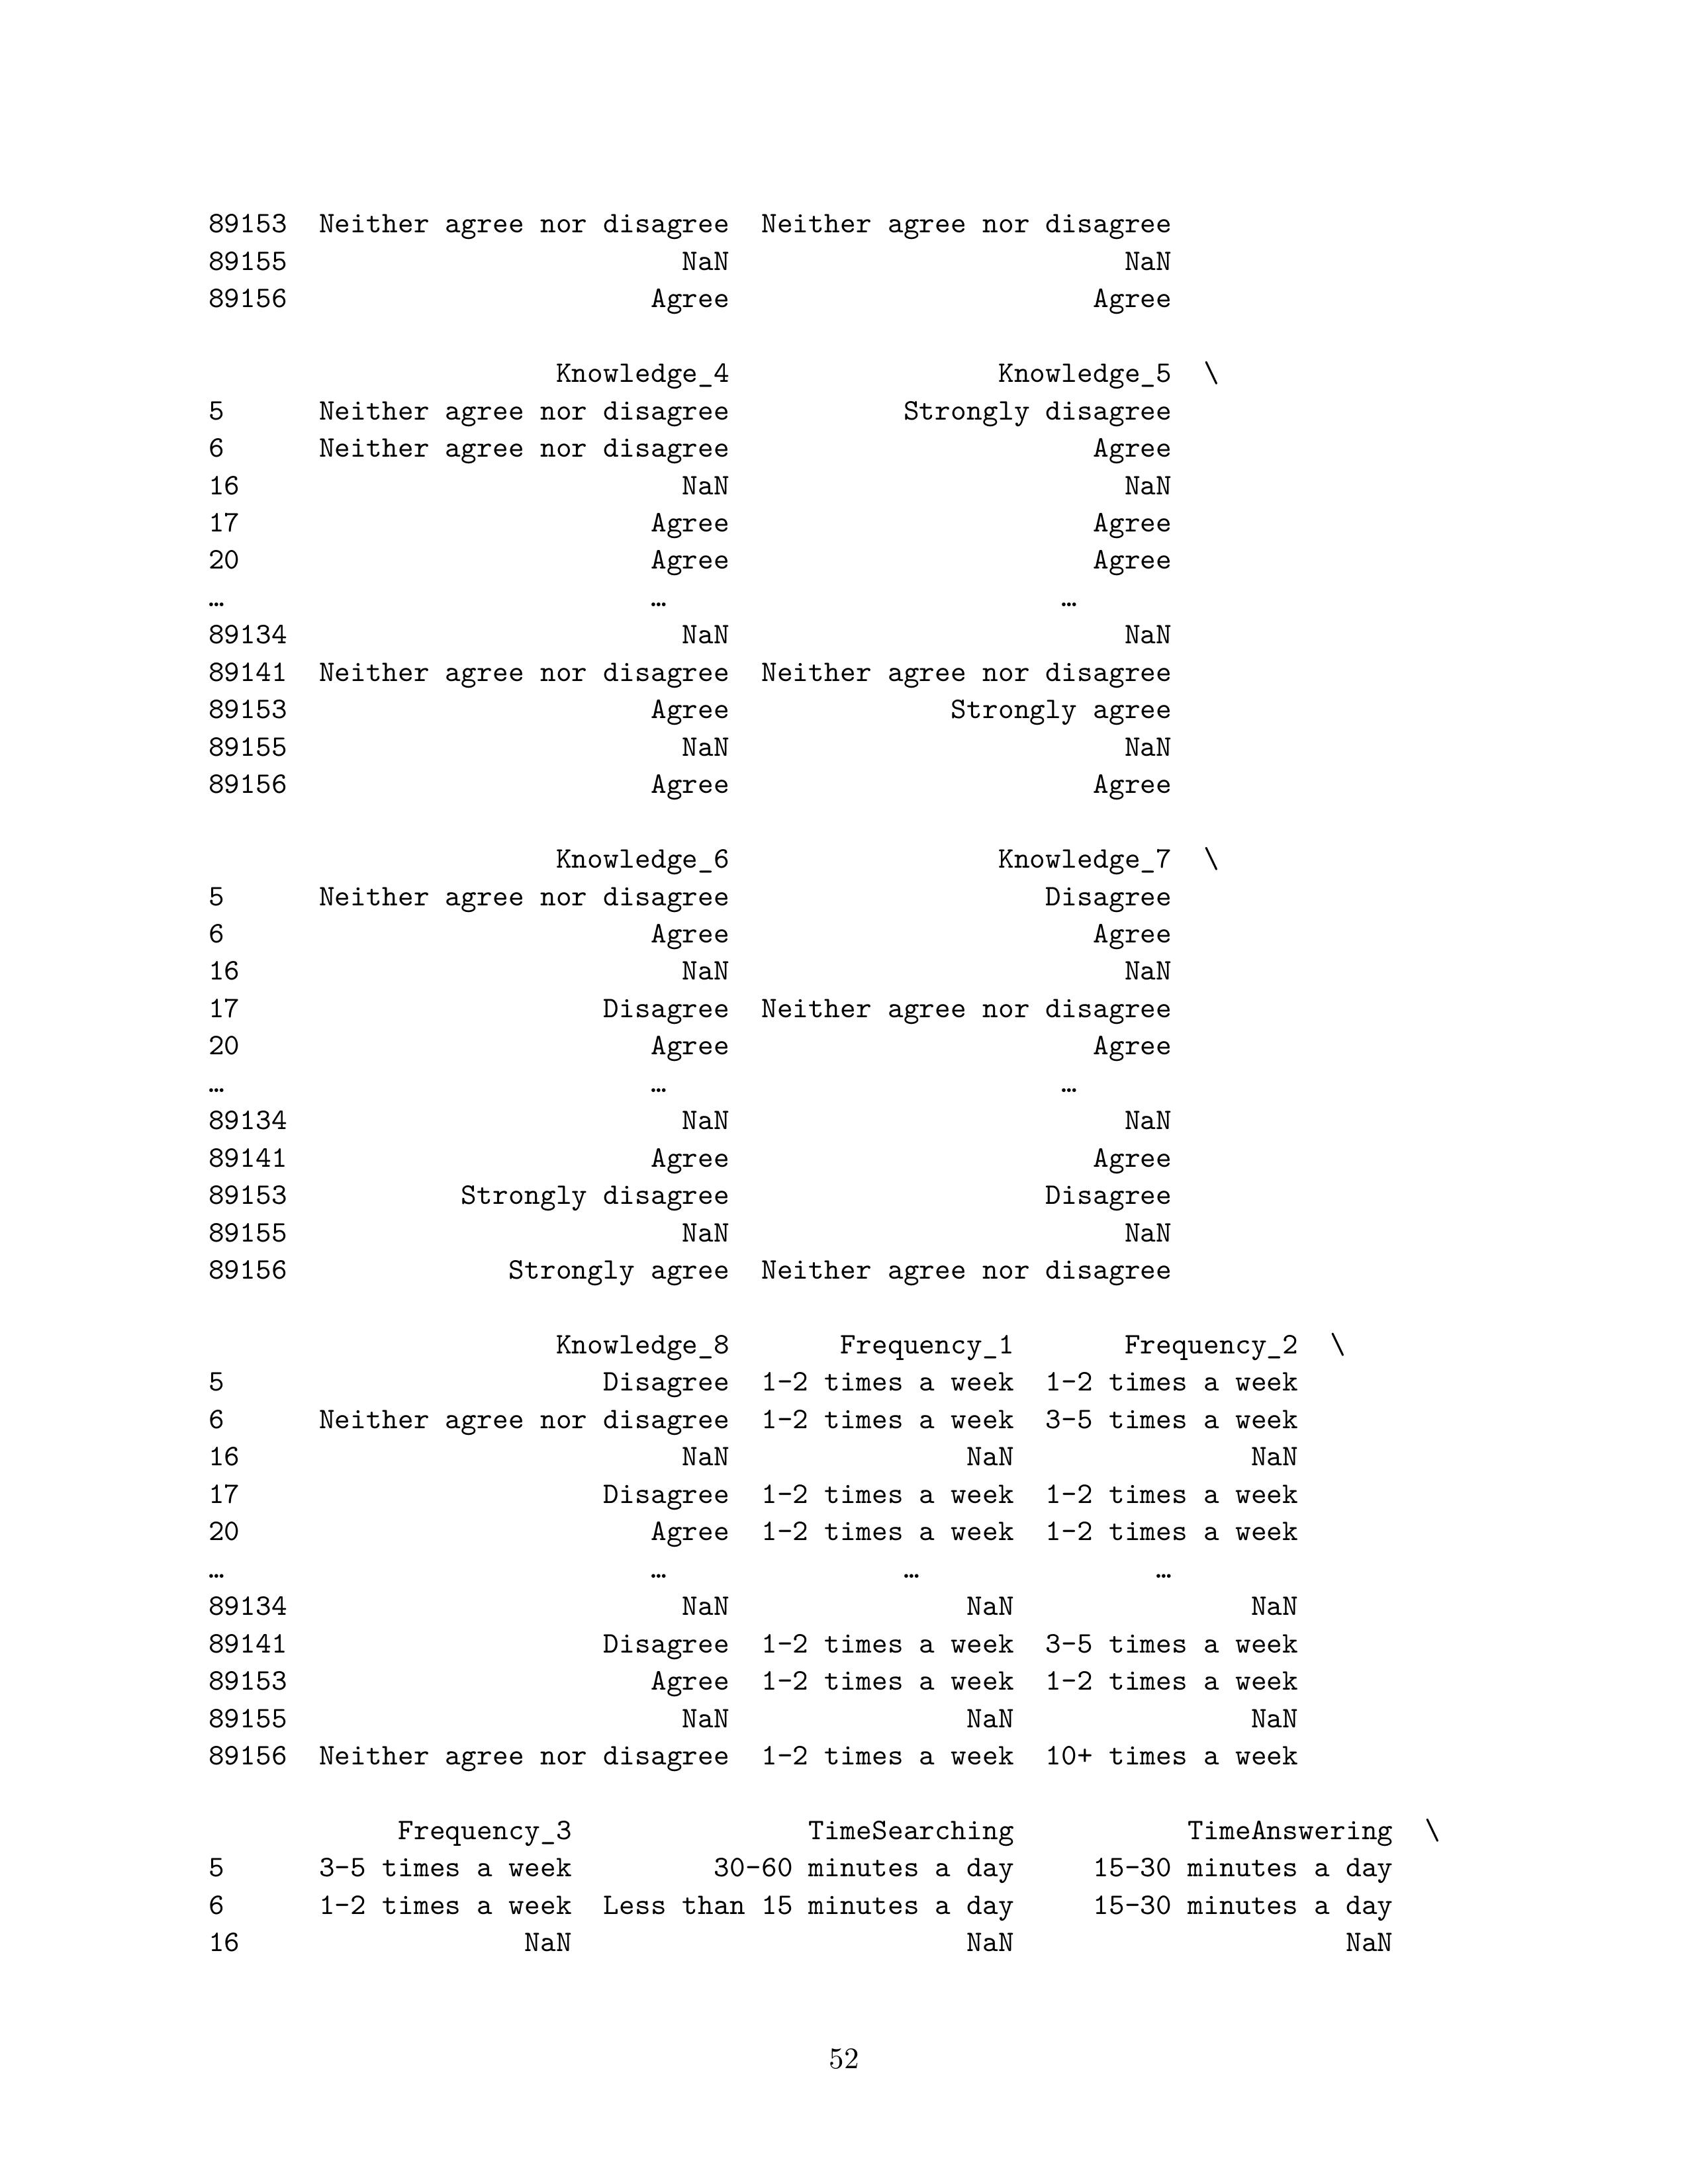 89153  Neither agree nor disagree  Neither agree nor disagree
89155                         NaN                         NaN
89156                       Agree                       Agree

                      Knowledge_4                 Knowledge_5  \
5      Neither agree nor disagree           Strongly disagree
6      Neither agree nor disagree                       Agree
16                            NaN                         NaN
17                          Agree                       Agree
20                          Agree                       Agree
…                           …                         …
89134                         NaN                         NaN
89141  Neither agree nor disagree  Neither agree nor disagree
89153                       Agree              Strongly agree
89155                         NaN                         NaN
89156                       Agree                       Agree

                      Knowledge_6                 Knowledge_7  \
5      Neither agree nor disagree                    Disagree
6                           Agree                       Agree
16                            NaN                         NaN
17                       Disagree  Neither agree nor disagree
20                          Agree                       Agree
…                           …                         …
89134                         NaN                         NaN
89141                       Agree                       Agree
89153           Strongly disagree                    Disagree
89155                         NaN                         NaN
89156              Strongly agree  Neither agree nor disagree

                      Knowledge_8       Frequency_1       Frequency_2  \
5                        Disagree  1-2 times a week  1-2 times a week
6      Neither agree nor disagree  1-2 times a week  3-5 times a week
16                            NaN               NaN               NaN
17                       Disagree  1-2 times a week  1-2 times a week
20                          Agree  1-2 times a week  1-2 times a week
…                           …               …               …
89134                         NaN               NaN               NaN
89141                    Disagree  1-2 times a week  3-5 times a week
89153                       Agree  1-2 times a week  1-2 times a week
89155                         NaN               NaN               NaN
89156  Neither agree nor disagree  1-2 times a week  10+ times a week

            Frequency_3               TimeSearching           TimeAnswering  \
5      3-5 times a week         30-60 minutes a day     15-30 minutes a day
6      1-2 times a week  Less than 15 minutes a day     15-30 minutes a day
16                  NaN                         NaN                     NaN

52